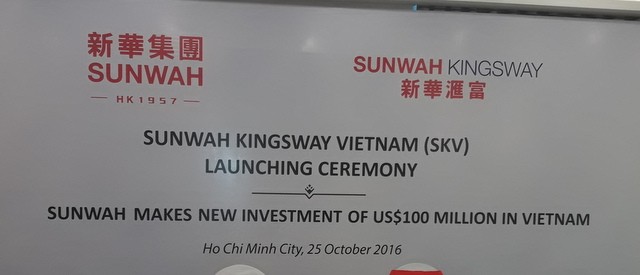 新華集團
SUNWAH
HK1957
SUNWAH KINGSWAY
新華滙富
SUNWAH KINGSWAY VIETNAM (SKV)
LAUNCHING CEREMONY
SUNWAH MAKES NEW INVESTMENT OF US$100 MILLION IN VIETNAM
Ho Chi Minh City, 25 October 2016